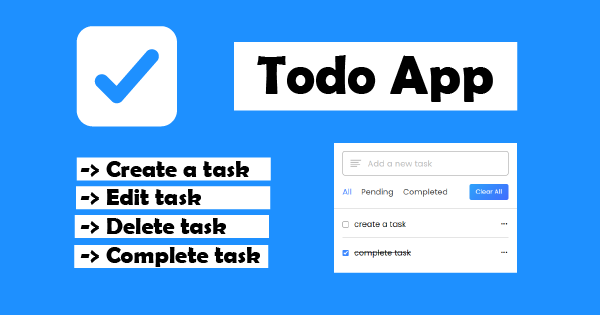 Todo App
-> Create a task
-> Edit task
-> Delete task
-> Complete task
Add a new task
All Pending Completed Clear All
create a task
complete task